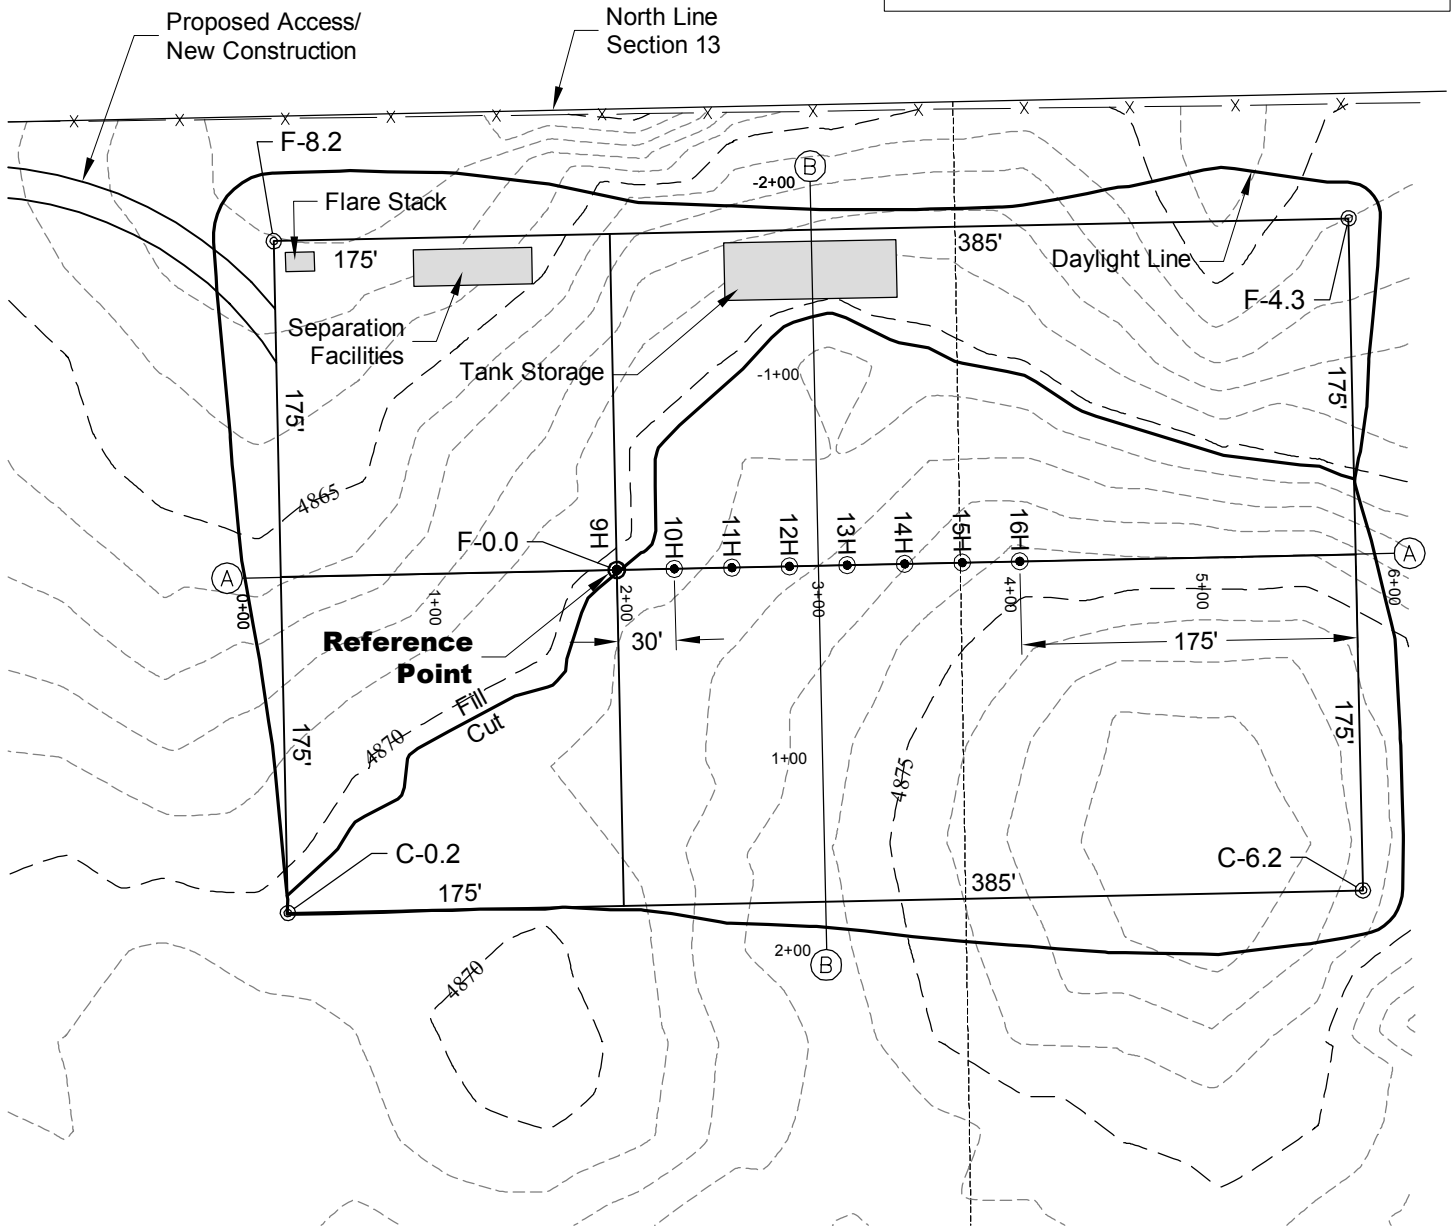 Proposed Access/
New Construction
North Line
Section 13
X X X X X X X X X X X X X
F-8.2
B
-2+00
Flare Stack
175'
385'
Daylight Line
F-4.3
Separation
Facilities
Tank Storage
-1+00
175'
175'
4865
F-0.0
9H
10H
11H
12H
13H
14H
15H
16H
A
A
0+00
1+00
2+00
3+00
4+00
5+00
6+00
Reference
Point
30'
175'
Fill
Cut
4870
175'
175'
1+00
4875
C-0.2
C-6.2
175'
385'
2+00
B
4870